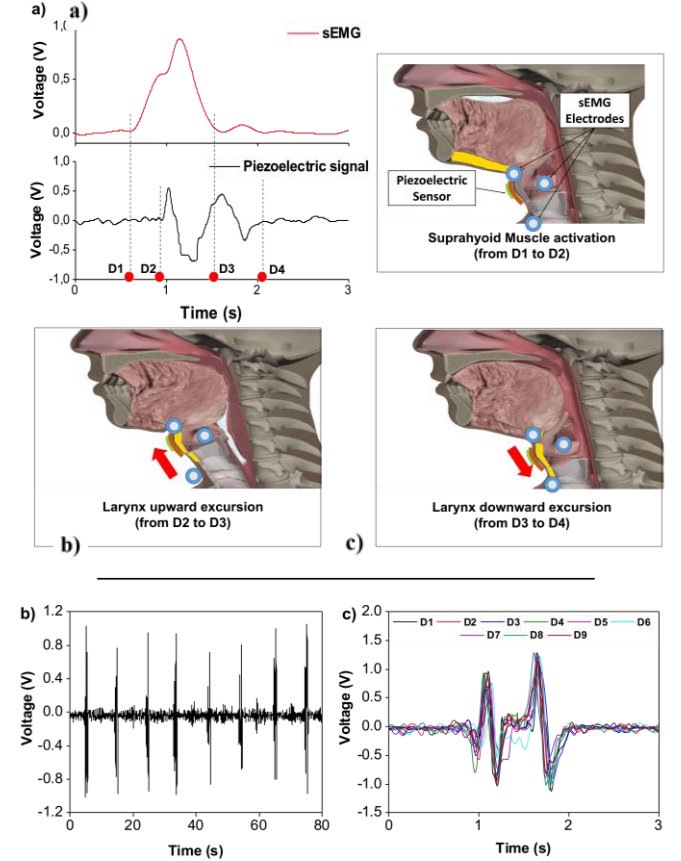 a) a)
1,0
0,5
0,0
Voltage (V)
sEMG
1,0
0,5
0,0
-0,5
-1,0
Voltage (V)
Piezoelectric signal
D1 D2 D3 D4
0 1 2 3
Time (s)
sEMG
Electrodes
Piezoelectric
Sensor
Suprahyoid Muscle activation
(from D1 to D2)
Larynx upward excursion
(from D2 to D3)
b)
Larynx downward excursion
(from D3 to D4)
c)
b)
1.2
0.8
0.4
0.0
-0.4
-0.8
-1.2
Voltage (V)
0 20 40 60 80
Time (s)
c)
2.0
1.5
1.0
0.5
0.0
-0.5
-1.0
-1.5
Voltage (V)
D1 D2 D3 D4 D5 D6
D7 D8 D9
0 1 2 3
Time (s)